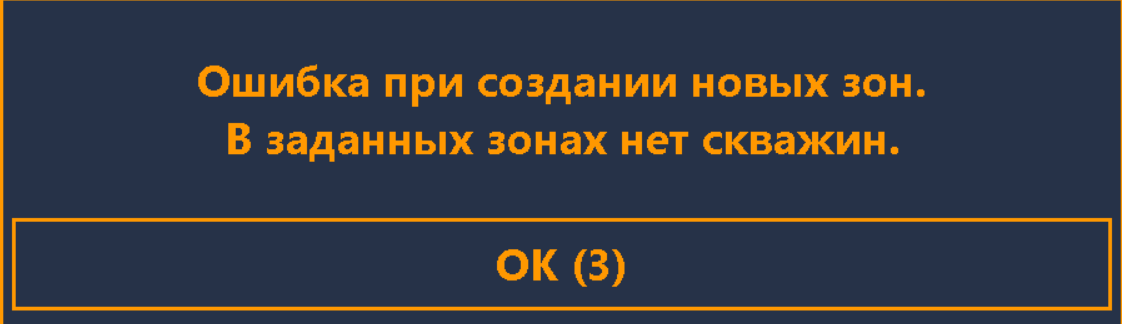 Ошибка при создании новых зон.
В заданных зонах нет скважин.
ОК (3)